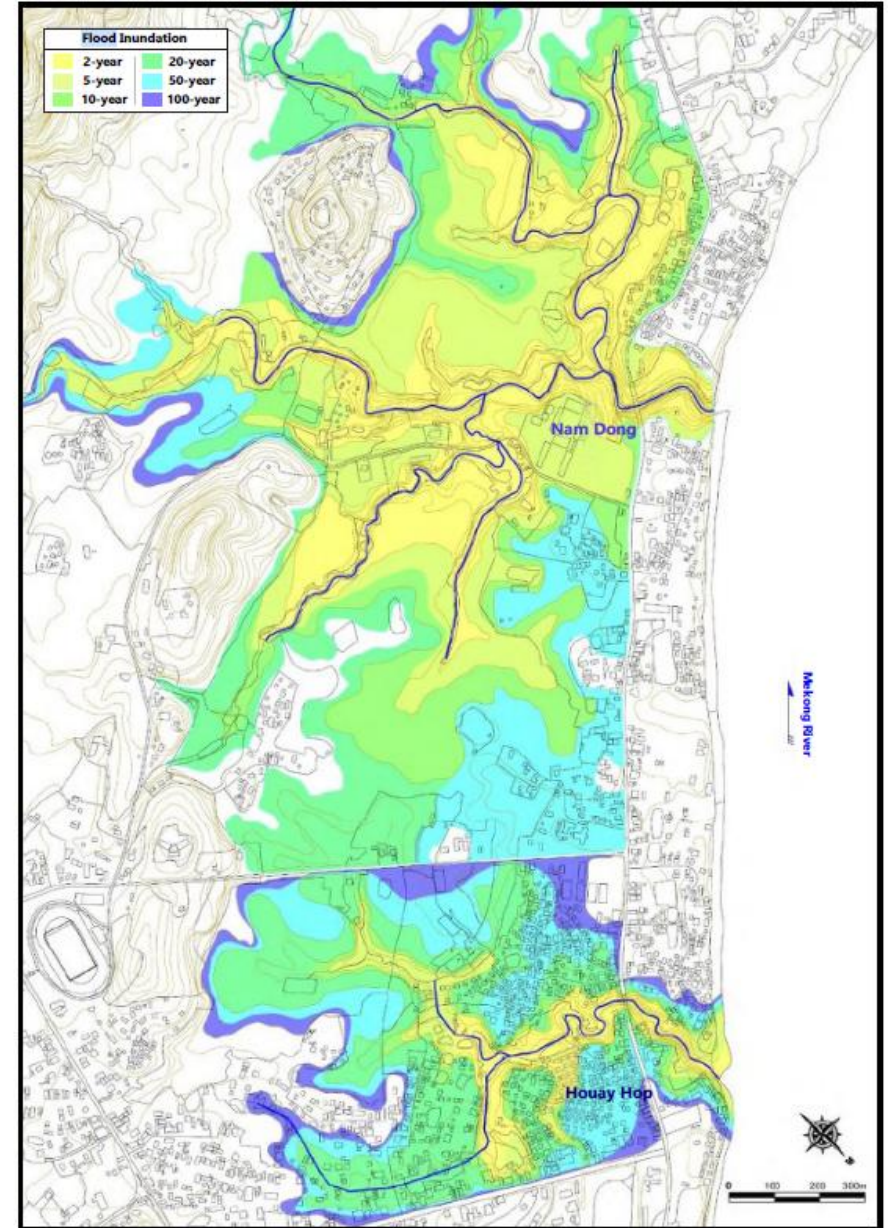 Flood Inundation
2-year
20-year
5-year
50-year
10-year
100-year
Nam Dong
Mekong River
Houay Hop
0 100 200 300m